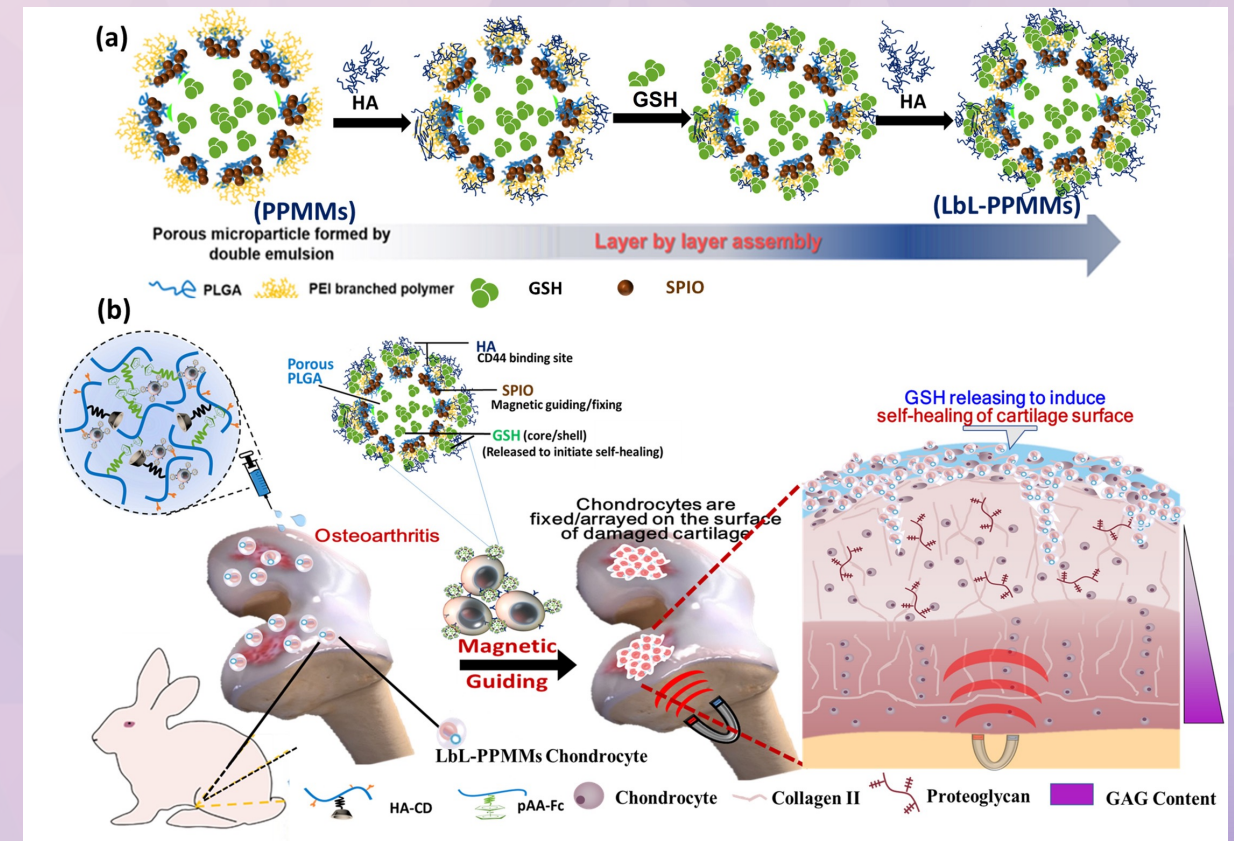 (a)
HA
GSH
HA
(PPMMs)
(LbL-PPMMs)
Porous microparticle formed by
double emulsion
Layer by layer assembly
PLGA
PEI branched polymer
GSH
SPIO
(b)
HA
CD44 binding site
Porous
PLGA
SPIO
Magnetic guiding/fixing
GSH (core/shell)
(Released to initiate self-healing)
GSH releasing to induce
self-healing of cartilage surface
Osteoarthritis
Chondrocytes are
fixed/arrayed on the surface
of damaged cartilage
Magnetic
Guiding
LbL-PPMMs Chondrocyte
HA-CD
pAA-Fc
Chondrocyte
Collagen II
Proteoglycan
GAG Content